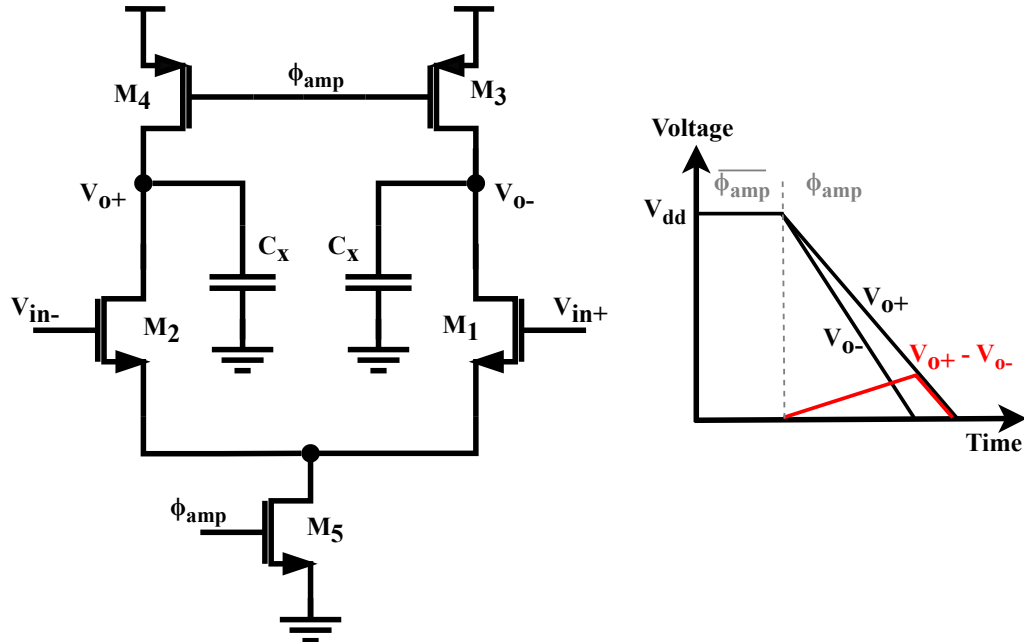 ϕamp
M4
M3
Vo+
Vo-
Cx
Cx
Vin-
M2
M1
Vin+
ϕamp
M5
Voltage
ϕ̅a̅m̅p̅
ϕamp
Vdd
Vo+
Vo-
Vo+ - Vo-
Time